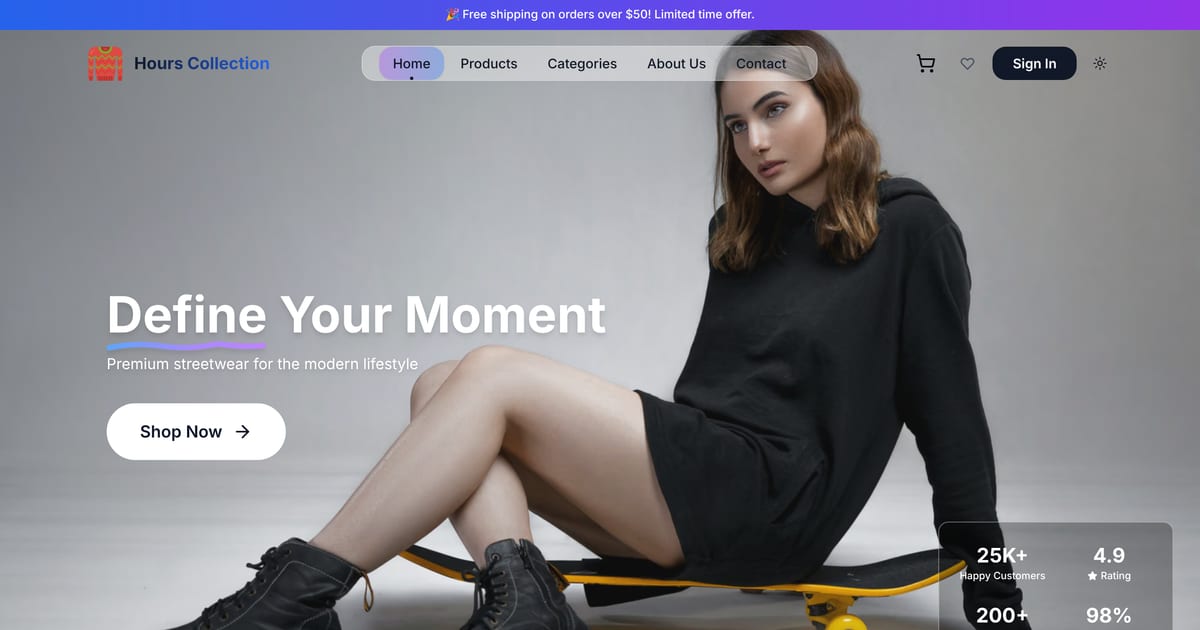 🎉 Free shipping on orders over $50! Limited time offer.
Hours Collection
Home
Products
Categories
About Us
Contact
Sign In
Define Your Moment
Premium streetwear for the modern lifestyle
Shop Now →
25K+
Happy Customers
4.9
★ Rating
200+
98%